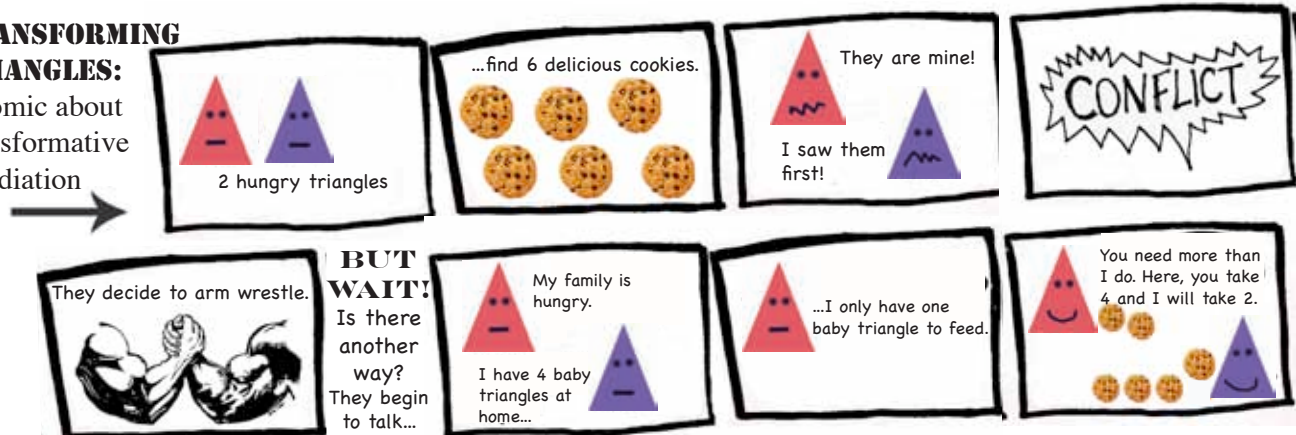 ANSFORMING
IANGLES:
omic about
sformative
diation
2 hungry triangles
...find 6 delicious cookies.
They are mine!
I saw them
first!
CONFLICT
They decide to arm wrestle.
BUT
WAIT!
Is there
another
way?
They begin
to talk...
My family is
hungry.
I have 4 baby
triangles at
home...
...I only have one
baby triangle to feed.
You need more than
I do. Here, you take
4 and I will take 2.